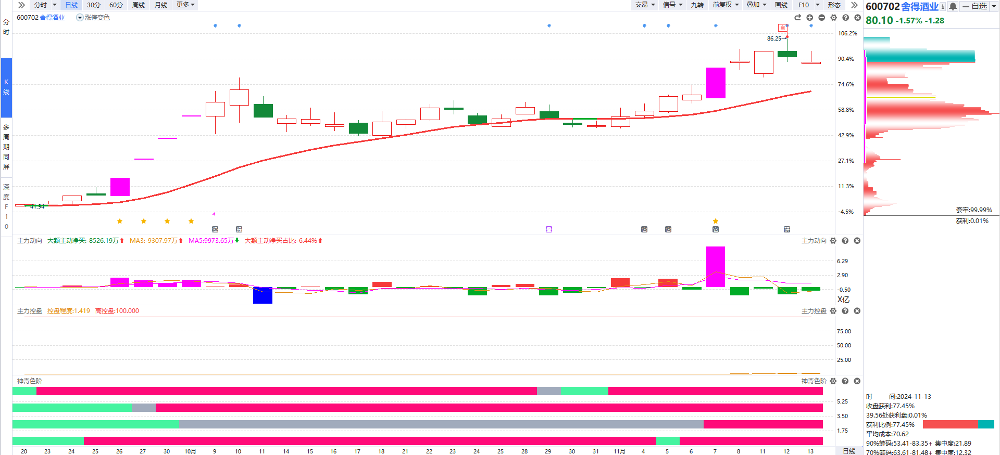 分时 日线 30分 60分 周线 月线 更多 交易 信号 九转 前复权 叠加 画线 F10 形态
600702 舍得酒业 自选
80.10 -1.57% -1.28
600702 舍得酒业 涨停变色
分时
K线
多周期同屏
深度F10
自
86.25
106.2%
90.4%
74.6%
58.8%
42.9%
27.1%
11.3%
-4.5%
41.94
经 提 叠 它 它 它 研
套牢:99.99%
获利:0.01%
主力动向 大额主动净买:-8526.19万 MA3:-9307.97万 MA5:9973.65万 大额主动净买占比:-6.44% 主力动向
6.29
2.90
-0.50
X亿
主力控盘 控盘程度:1.419 高控盘:100.000 主力控盘
75.00
50.00
25.00
神奇色阶 神奇色阶
5.25
3.50
1.75
20 23 24 25 26 27 30 10月 9 10 11 14 15 16 17 18 21 22 23 24 25 28 29 30 31 11月 4 5 6 7 8 11 12 13 日线
时 间:2024-11-13
收盘获利:77.45%
39.56处获利盘:0.01%
获利比例:77.45%
平均成本:70.62
90%筹码:53.41-83.35+ 集中度:21.89
70%筹码:63.61-81.48+ 集中度:12.32